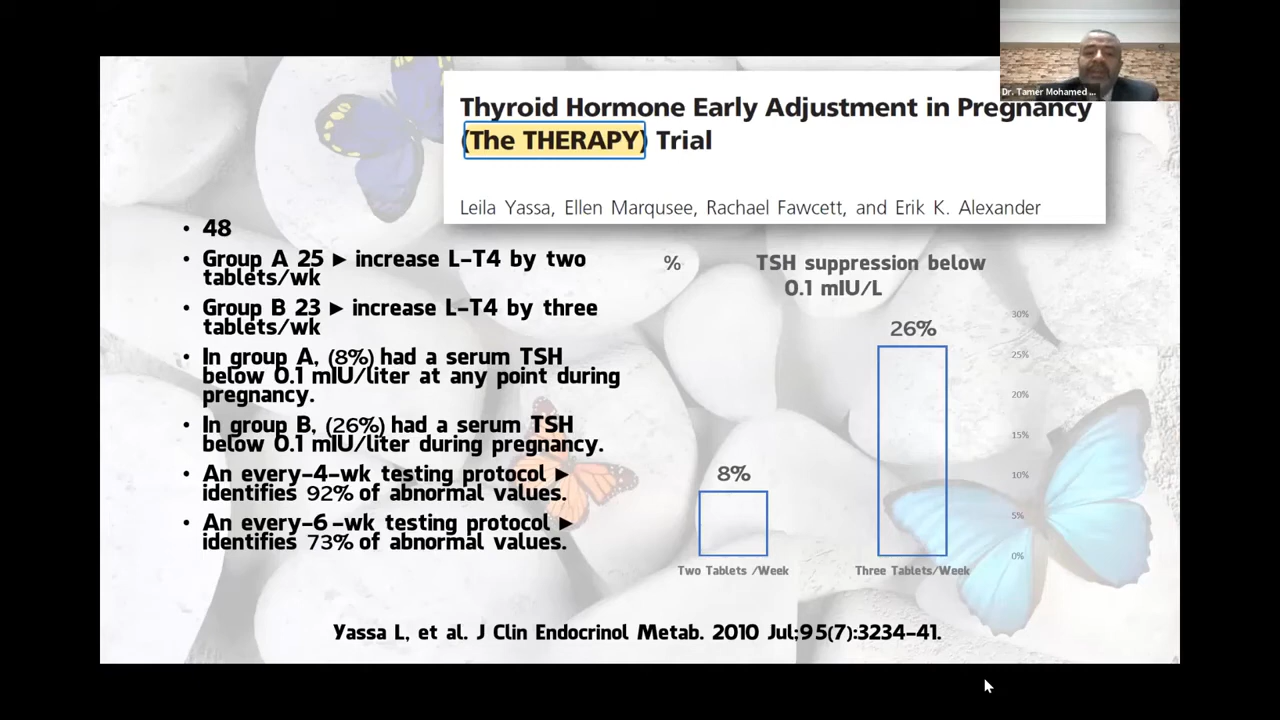 Dr. Tamer Mohamed ...
Thyroid Hormone Early Adjustment in Pregnancy
(The THERAPY) Trial
Leila Yassa, Ellen Marqusee, Rachael Fawcett, and Erik K. Alexander
• 48
• Group A 25 ► increase L-T4 by two
tablets/wk
• Group B 23 ► increase L-T4 by three
tablets/wk
• In group A, (8%) had a serum TSH
below 0.1 mIU/liter at any point during
pregnancy.
• In group B, (26%) had a serum TSH
below 0.1 mIU/liter during pregnancy.
• An every-4-wk testing protocol ►
identifies 92% of abnormal values.
• An every-6-wk testing protocol ►
identifies 73% of abnormal values.
%
TSH suppression below
0.1 mIU/L
30%
26%
25%
20%
15%
10%
8%
5%
0%
Two Tablets /Week
Three Tablets/Week
Yassa L, et al. J Clin Endocrinol Metab. 2010 Jul;95(7):3234-41.